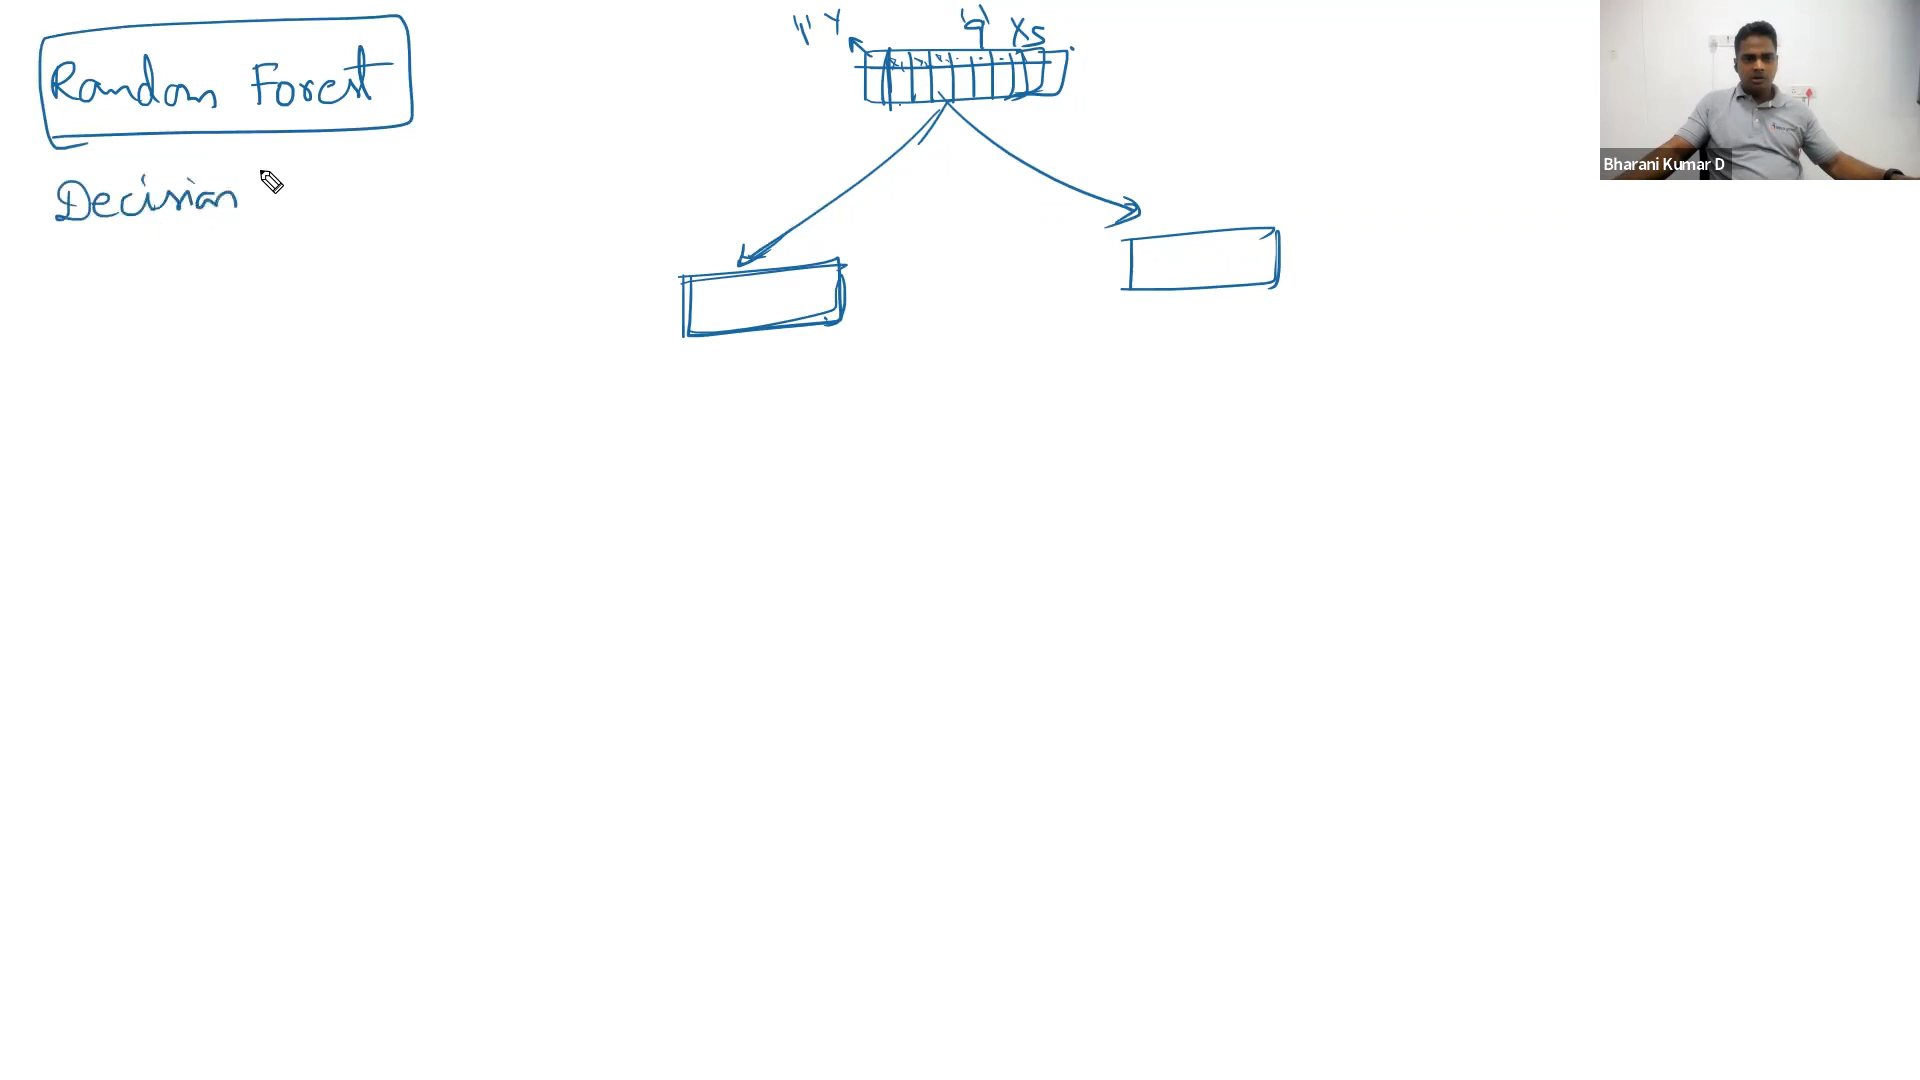 Random Forest
Decision
"1" Y
"9" Xs
Bharani Kumar D